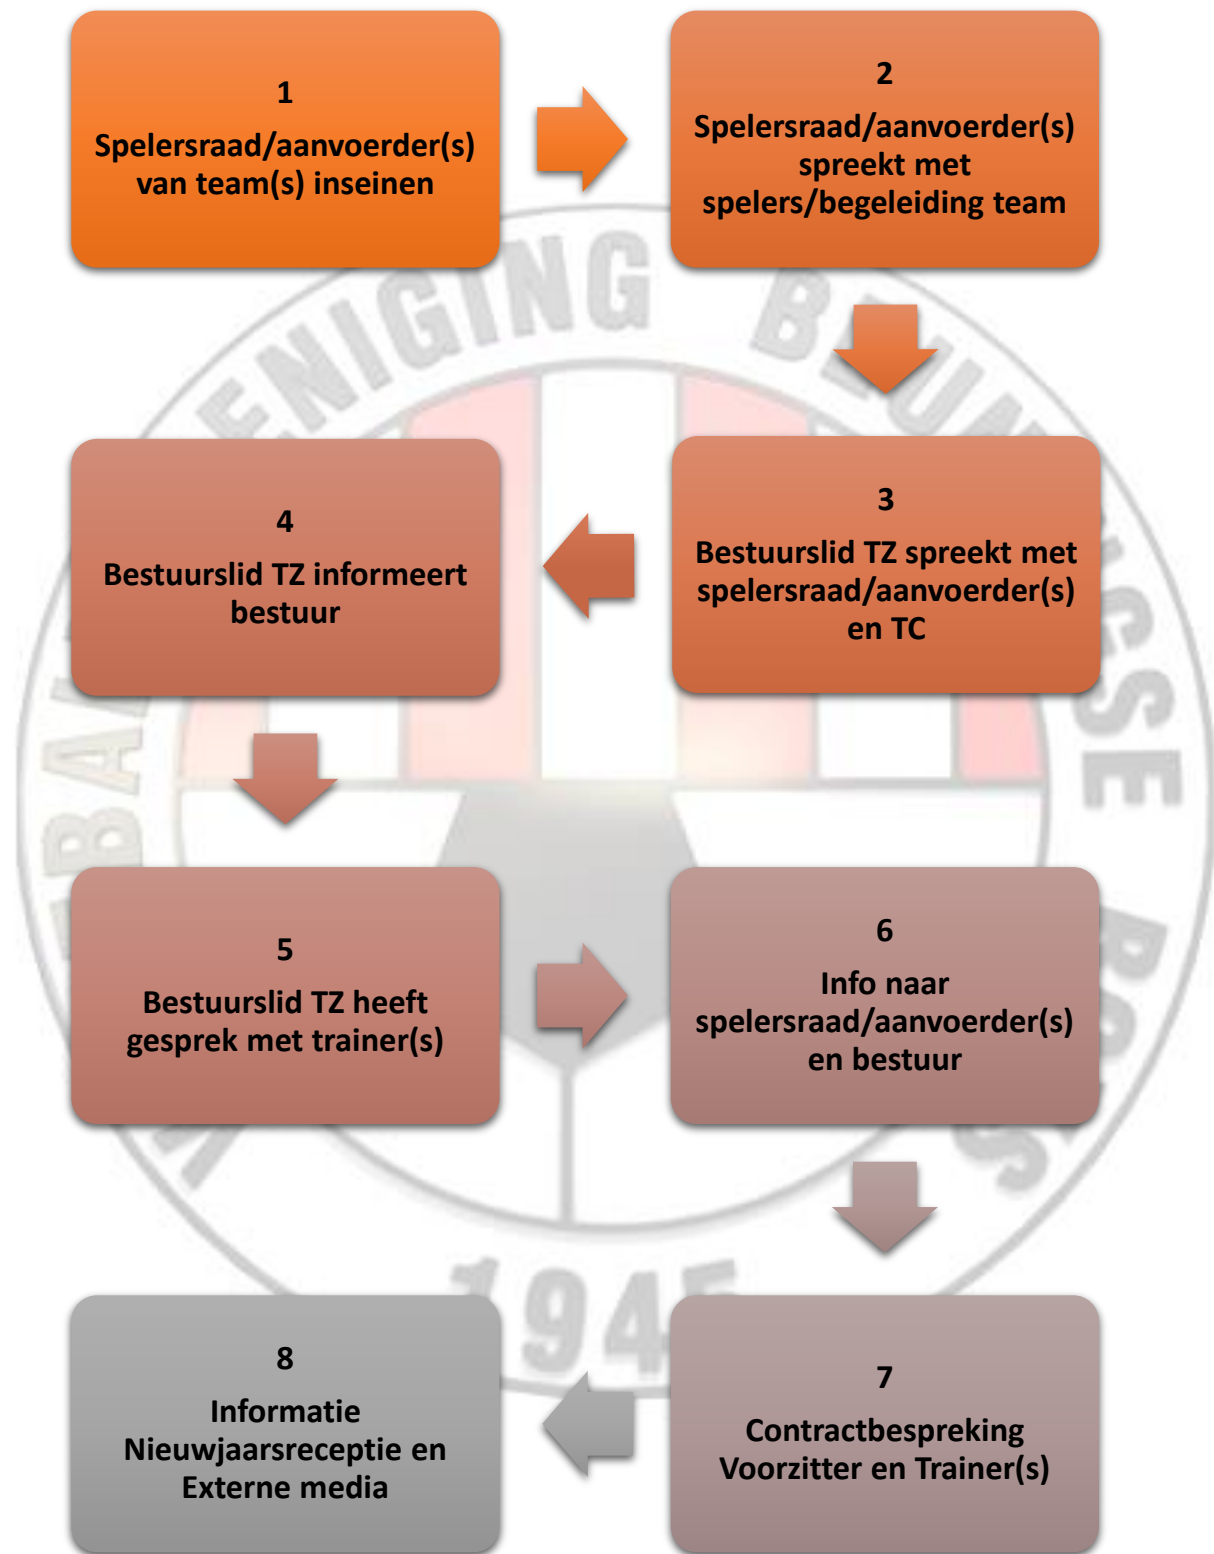 1
Spelersraad/aanvoerder(s)
van team(s) inseinen
2
Spelersraad/aanvoerder(s)
spreekt met
spelers/begeleiding team
3
Bestuurslid TZ spreekt met
spelersraad/aanvoerder(s)
en TC
4
Bestuurslid TZ informeert
bestuur
5
Bestuurslid TZ heeft
gesprek met trainer(s)
6
Info naar
spelersraad/aanvoerder(s)
en bestuur
7
Contractbespreking
Voorzitter en Trainer(s)
8
Informatie
Nieuwjaarsreceptie en
Externe media
1945